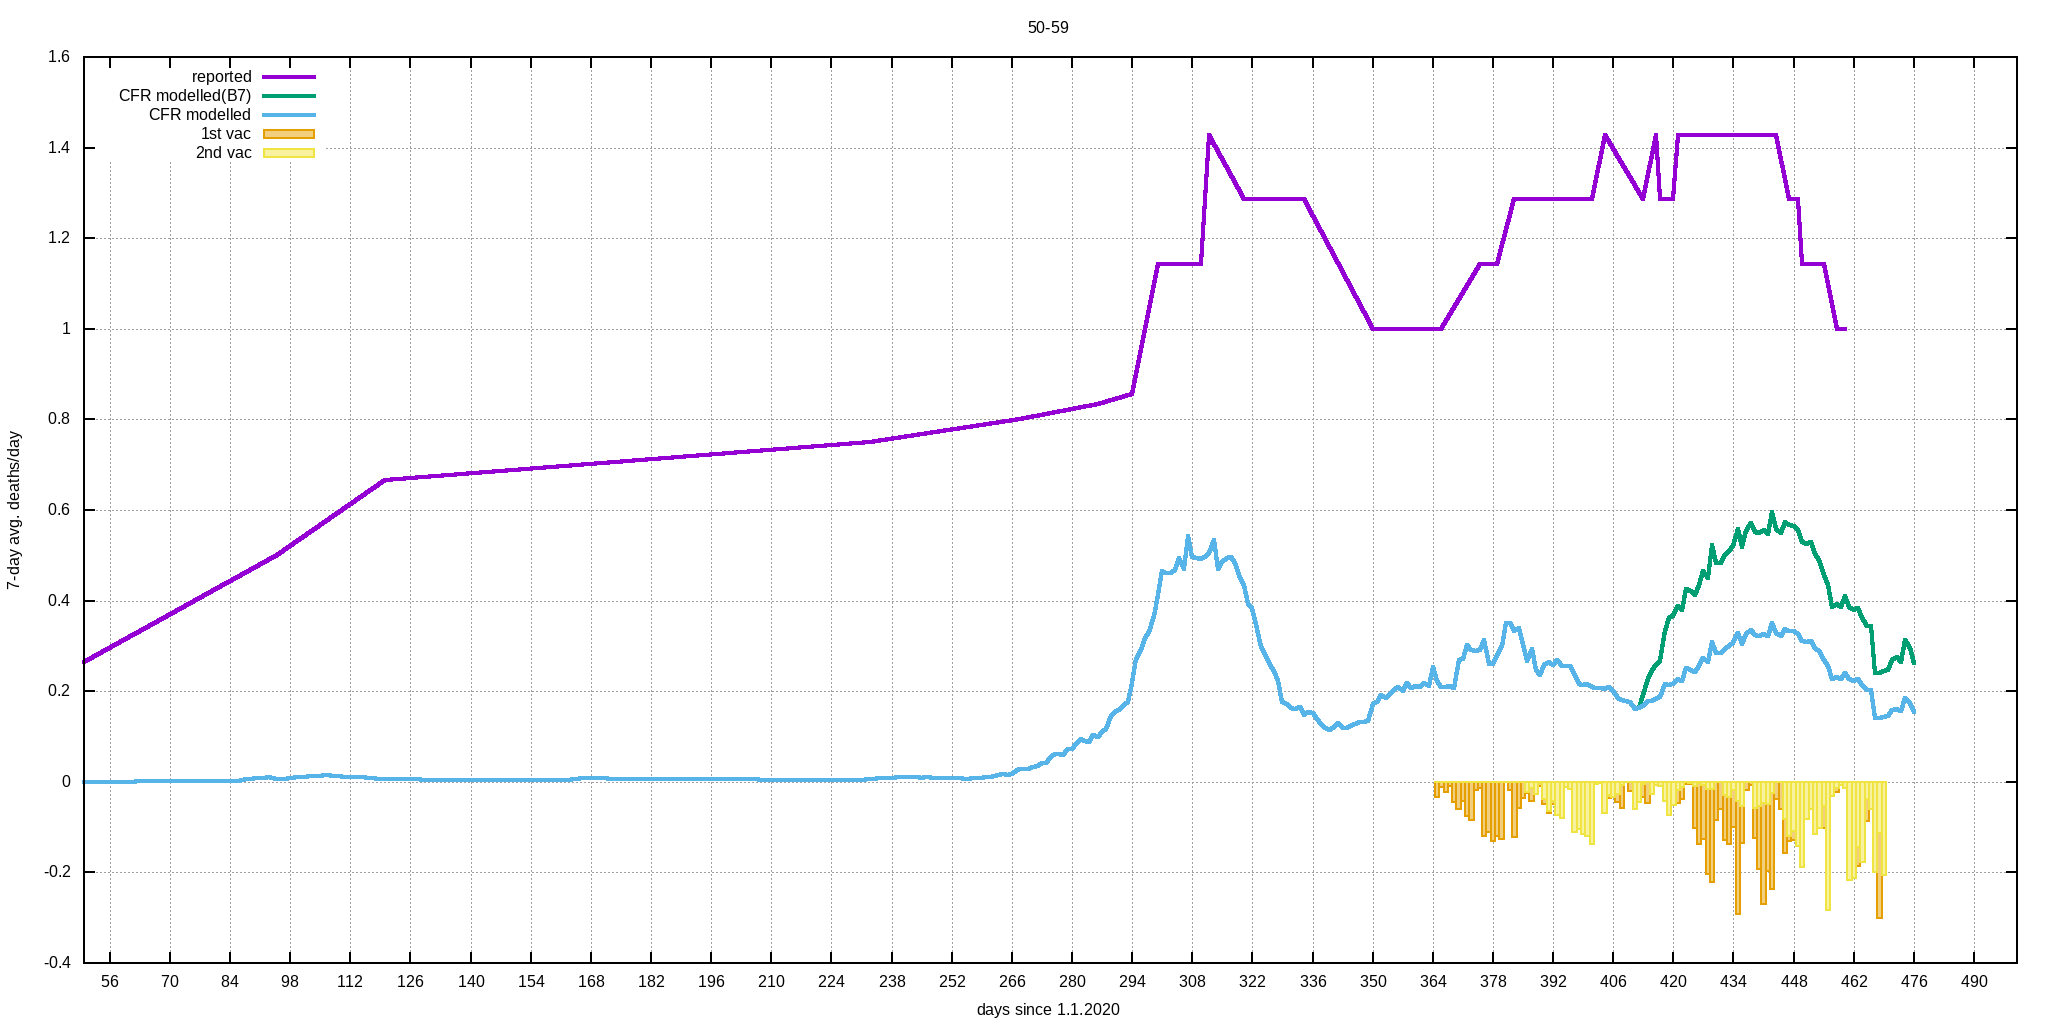 50-59
1.6
1.4
1.2
1
0.8
0.6
0.4
0.2
0
-0.2
-0.4
7-day avg. deaths/day
reported
CFR modelled(B7)
CFR modelled
1st vac
2nd vac
56 70 84 98 112 126 140 154 168 182 196 210 224 238 252 266 280 294 308 322 336 350 364 378 392 406 420 434 448 462 476 490
days since 1.1.2020